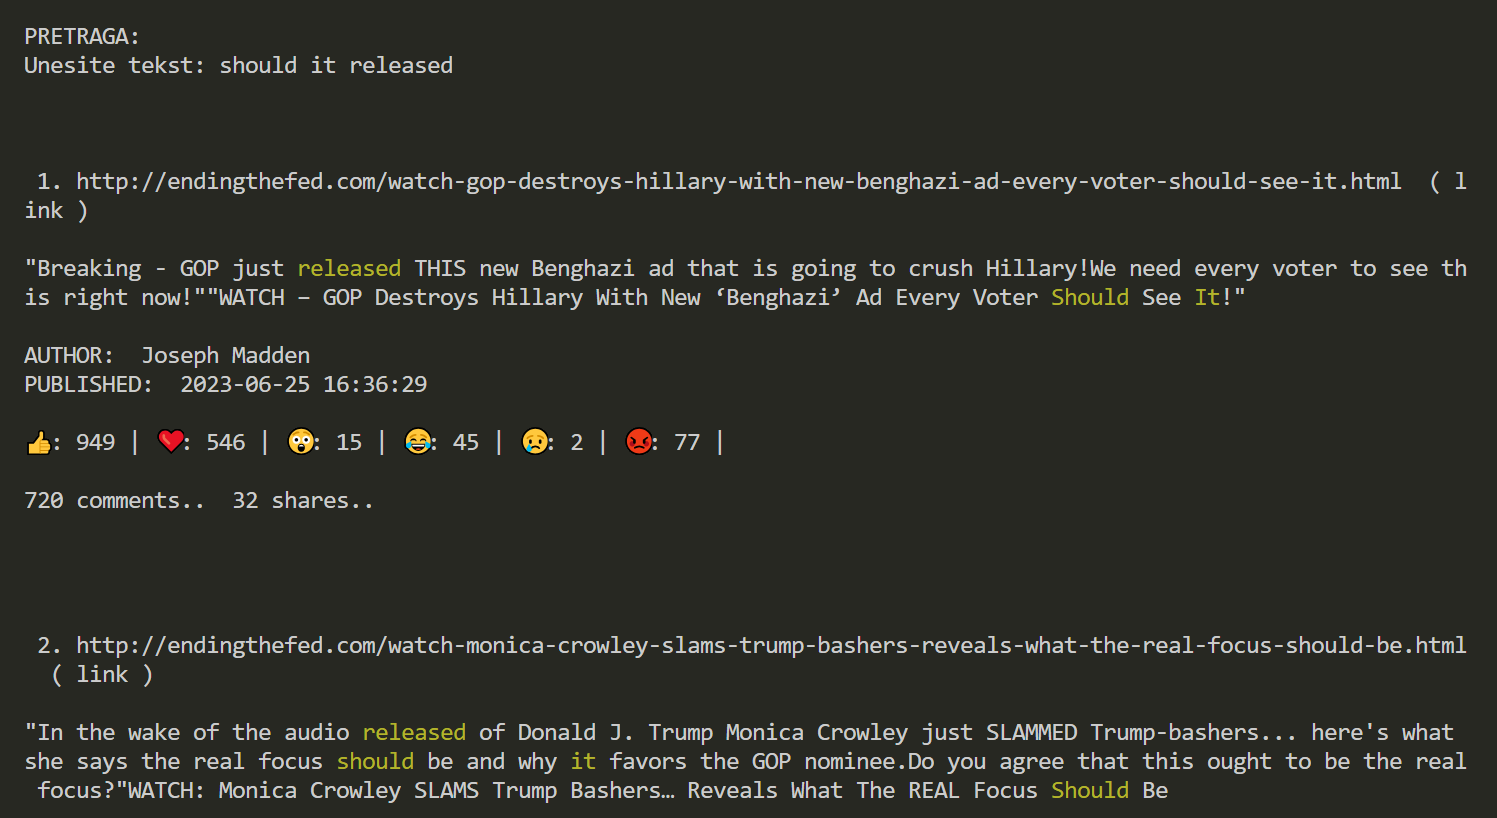 PRETRAGA:
Unesite tekst: should it released
1. http://endingthefed.com/watch-gop-destroys-hillary-with-new-benghazi-ad-every-voter-should-see-it.html  ( l
ink )
"Breaking - GOP just released THIS new Benghazi ad that is going to crush Hillary!We need every voter to see th
is right now!""WATCH – GOP Destroys Hillary With New ‘Benghazi’ Ad Every Voter Should See It!"
AUTHOR:  Joseph Madden
PUBLISHED:  2023-06-25 16:36:29
👍: 949 | ❤️: 546 | 😲: 15 | 😂: 45 | 😢: 2 | 😡: 77 |
720 comments..  32 shares..
2. http://endingthefed.com/watch-monica-crowley-slams-trump-bashers-reveals-what-the-real-focus-should-be.html
( link )
"In the wake of the audio released of Donald J. Trump Monica Crowley just SLAMMED Trump-bashers... here's what
she says the real focus should be and why it favors the GOP nominee.Do you agree that this ought to be the real
focus?"WATCH: Monica Crowley SLAMS Trump Bashers… Reveals What The REAL Focus Should Be